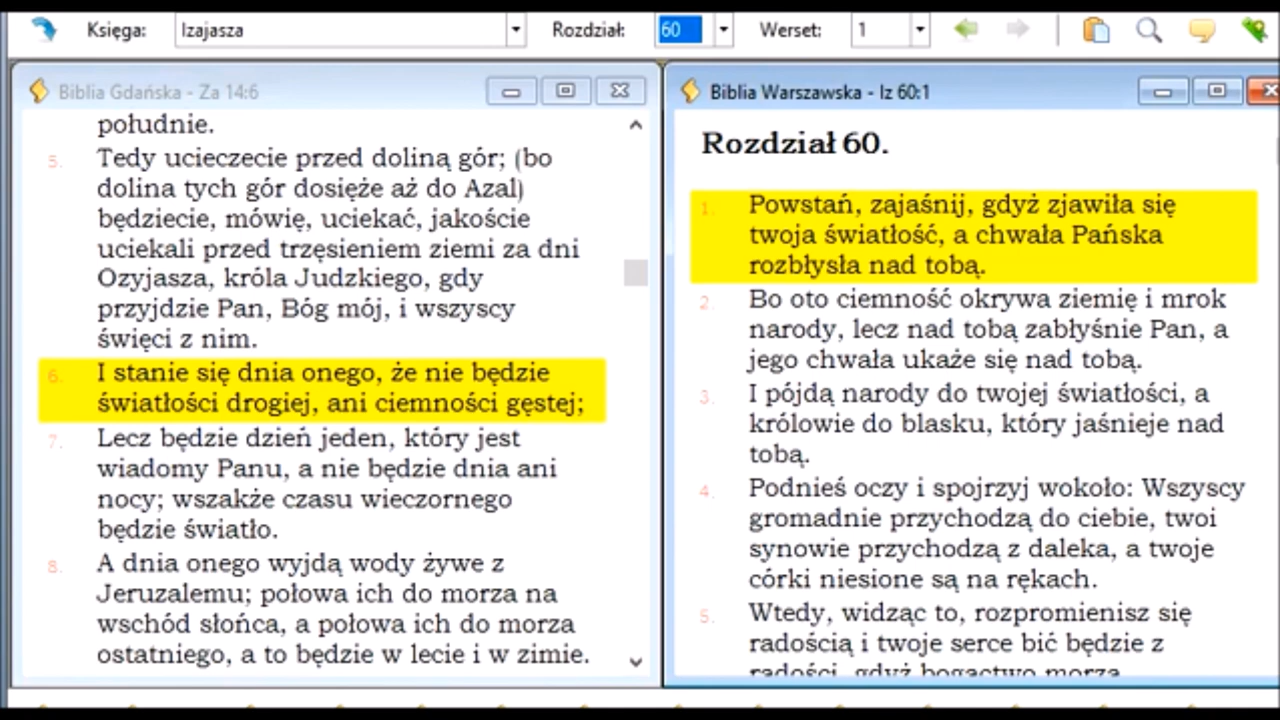 Księga: Izajasza Rozdział: 60 Werset: 1
Biblia Gdańska - Za 14:6
południe.
5. Tedy ucieczecie przed doliną gór; (bo
dolina tych gór dosięże aż do Azal)
będziecie, mówię, uciekać, jakoście
uciekali przed trzęsieniem ziemi za dni
Ozyjasza, króla Judzkiego, gdy
przyjdzie Pan, Bóg mój, i wszyscy
święci z nim.
6. I stanie się dnia onego, że nie będzie
światłości drogiej, ani ciemności gęstej;
7. Lecz będzie dzień jeden, który jest
wiadomy Panu, a nie będzie dnia ani
nocy; wszakże czasu wieczornego
będzie światło.
8. A dnia onego wyjdą wody żywe z
Jeruzalemu; połowa ich do morza na
wschód słońca, a połowa ich do morza
ostatniego, a to będzie w lecie i w zimie.
Biblia Warszawska - Iz 60:1
Rozdział 60.
1. Powstań, zajaśnij, gdyż zjawiła się
twoja światłość, a chwała Pańska
rozbłysła nad tobą.
2. Bo oto ciemność okrywa ziemię i mrok
narody, lecz nad tobą zabłyśnie Pan, a
jego chwała ukaże się nad tobą.
3. I pójdą narody do twojej światłości, a
królowie do blasku, który jaśnieje nad
tobą.
4. Podnieś oczy i spojrzyj wokoło: Wszyscy
gromadnie przychodzą do ciebie, twoi
synowie przychodzą z daleka, a twoje
córki niesione są na rękach.
5. Wtedy, widząc to, rozpromienisz się
radością i twoje serce bić będzie z
radości, gdyż bogactwo morza